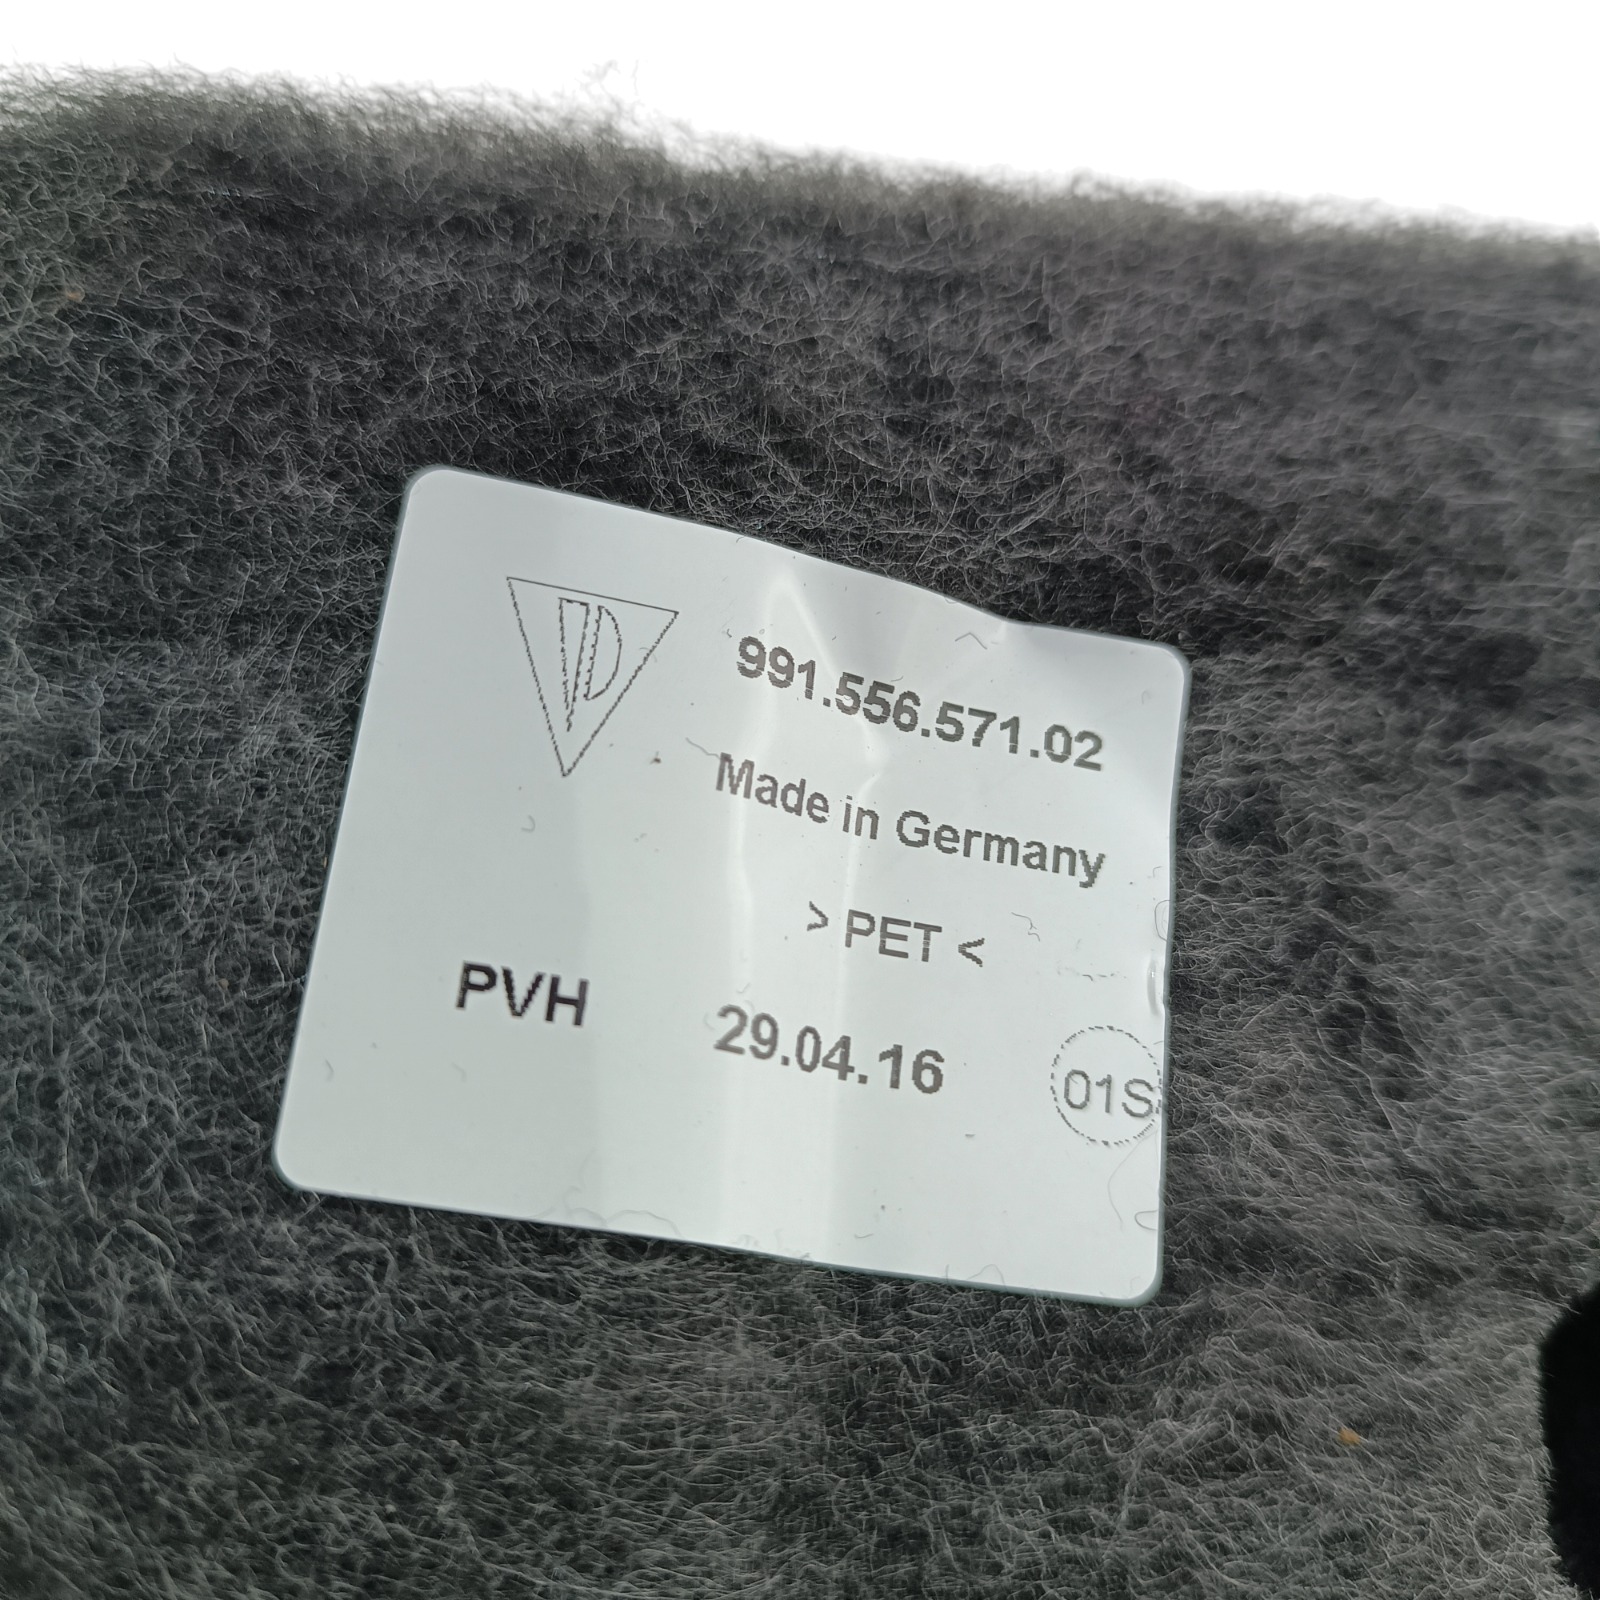 991.556.571.02
Made in Germany
> PET <
PVH 29.04.16 01S